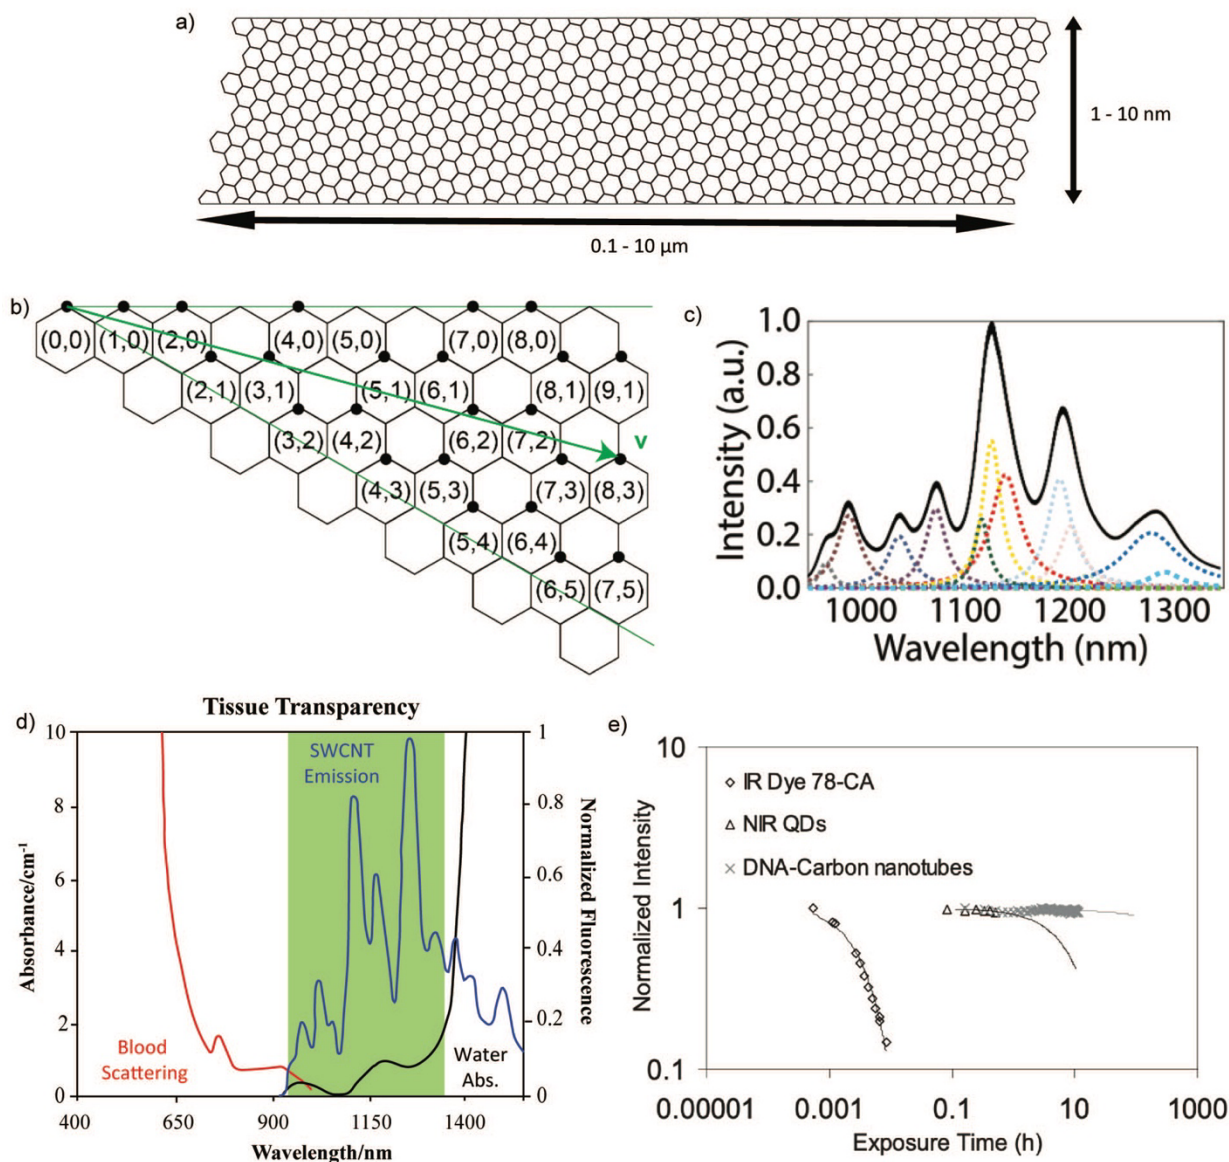 a)
1 - 10 nm
0.1 - 10 µm
b)
(0,0) (1,0) (2,0) (4,0) (5,0) (7,0) (8,0)
(2,1) (3,1) (5,1) (6,1) (8,1) (9,1)
(3,2) (4,2) (6,2) (7,2) v
(4,3) (5,3) (7,3) (8,3)
(5,4) (6,4)
(6,5) (7,5)
c)
Intensity (a.u.)
1.0
0.8
0.6
0.4
0.2
0.0
1000 1100 1200 1300
Wavelength (nm)
d)
Tissue Transparency
Absorbance/cm⁻¹
10
8
6
4
2
0
SWCNT
Emission
Blood
Scattering
Water
Abs.
1
0.8
0.6
0.4
0.2
0
Normalized Fluorescence
400 650 900 1150 1400
Wavelength/nm
e)
Normalized Intensity
10
1
0.1
IR Dye 78-CA
NIR QDs
DNA-Carbon nanotubes
0.00001 0.001 0.1 10 1000
Exposure Time (h)